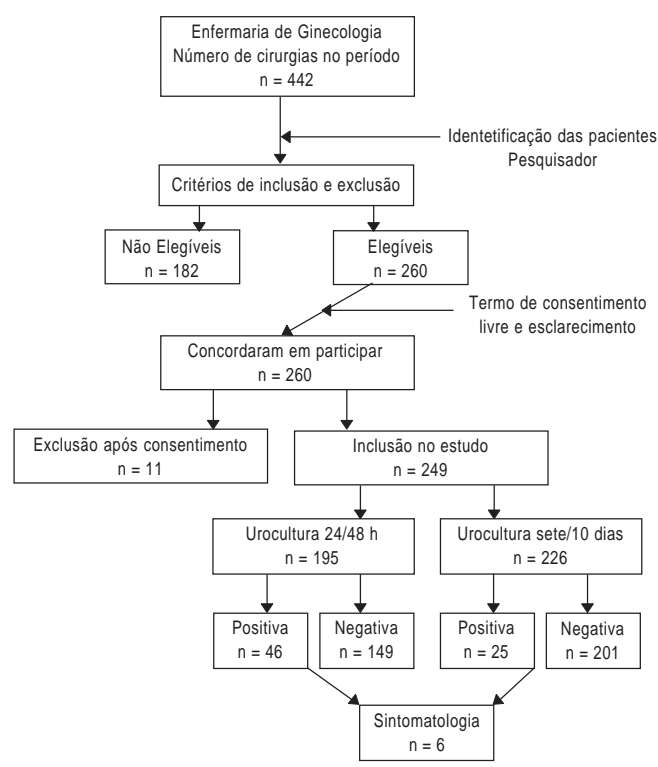 Enfermaria de Ginecologia
Número de cirurgias no período
n = 442
Identetificação das pacientes
Pesquisador
Critérios de inclusão e exclusão
Não Elegíveis
n = 182
Elegíveis
n = 260
Termo de consentimento
livre e esclarecimento
Concordaram em participar
n = 260
Exclusão após consentimento
n = 11
Inclusão no estudo
n = 249
Urocultura 24/48 h
n = 195
Urocultura sete/10 dias
n = 226
Positiva
n = 46
Negativa
n = 149
Positiva
n = 25
Negativa
n = 201
Sintomatologia
n = 6